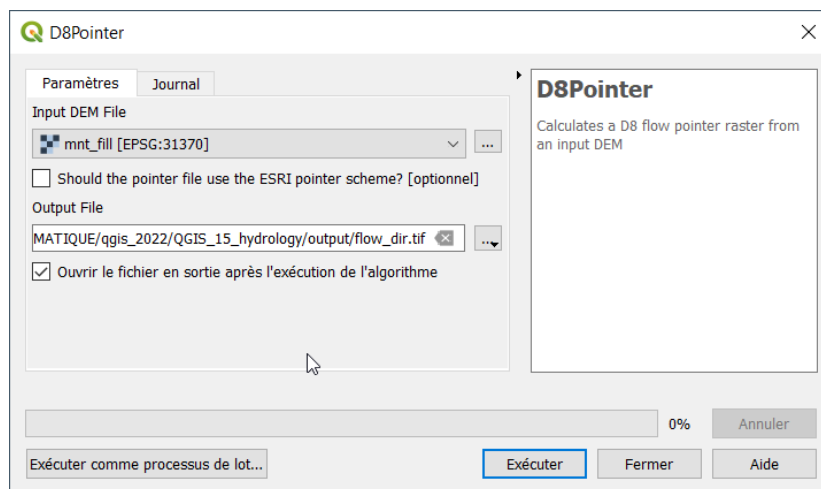 D8Pointer
Paramètres
Journal
Input DEM File
mnt_fill [EPSG:31370]
...
Should the pointer file use the ESRI pointer scheme? [optionnel]
Output File
MATIQUE/qgis_2022/QGIS_15_hydrology/output/flow_dir.tif
...
Ouvrir le fichier en sortie après l'exécution de l'algorithme
D8Pointer
Calculates a D8 flow pointer raster from
an input DEM
0%
Annuler
Exécuter comme processus de lot...
Exécuter
Fermer
Aide